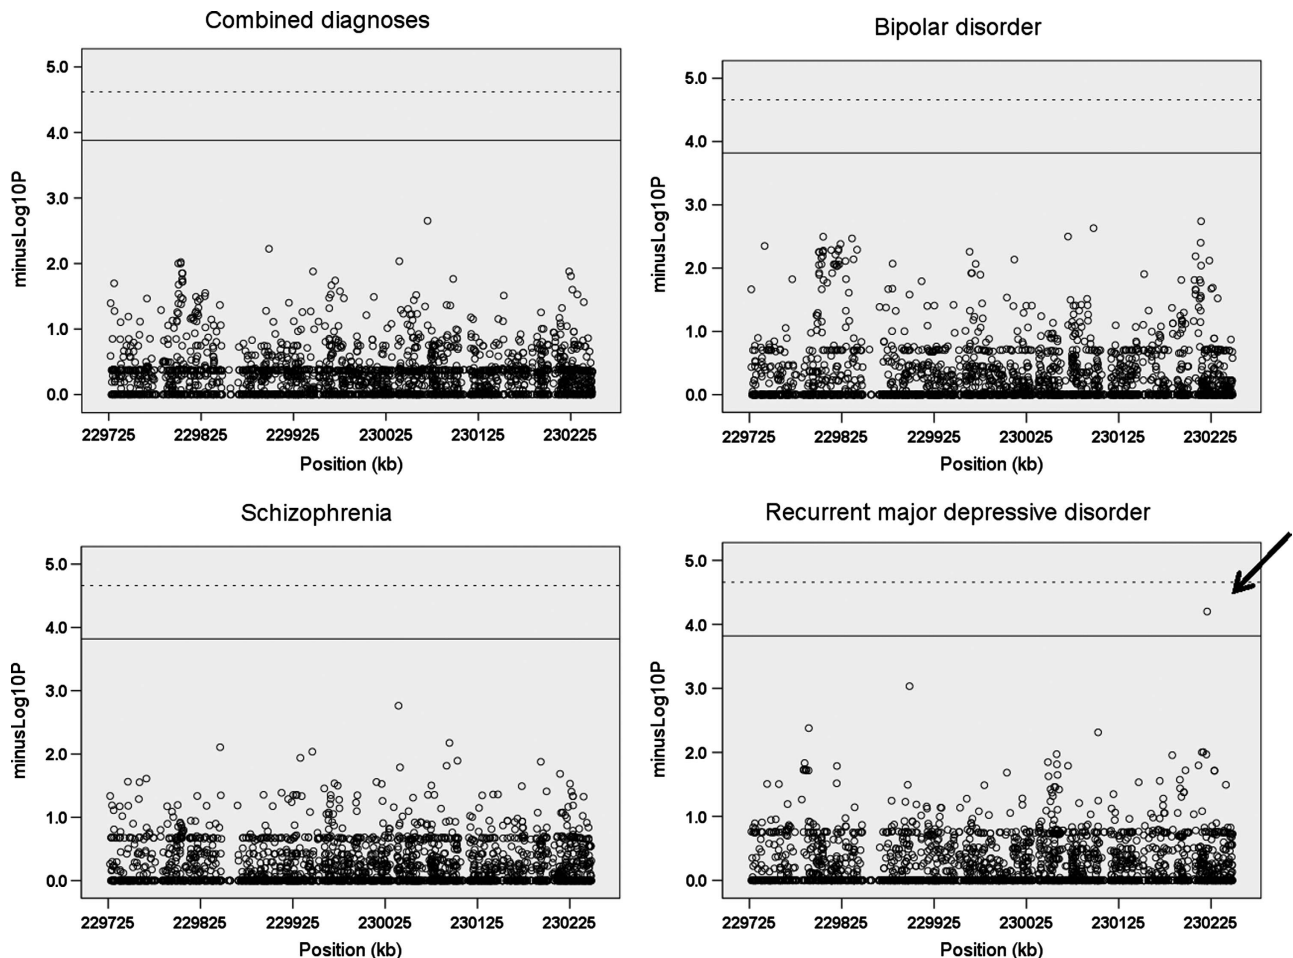 Combined diagnoses
5.0
4.0
3.0
2.0
1.0
0.0
minusLog10P
229725 229825 229925 230025 230125 230225
Position (kb)
Bipolar disorder
5.0
4.0
3.0
2.0
1.0
0.0
minusLog10P
229725 229825 229925 230025 230125 230225
Position (kb)
Schizophrenia
5.0
4.0
3.0
2.0
1.0
0.0
minusLog10P
229725 229825 229925 230025 230125 230225
Position (kb)
Recurrent major depressive disorder
5.0
4.0
3.0
2.0
1.0
0.0
minusLog10P
229725 229825 229925 230025 230125 230225
Position (kb)